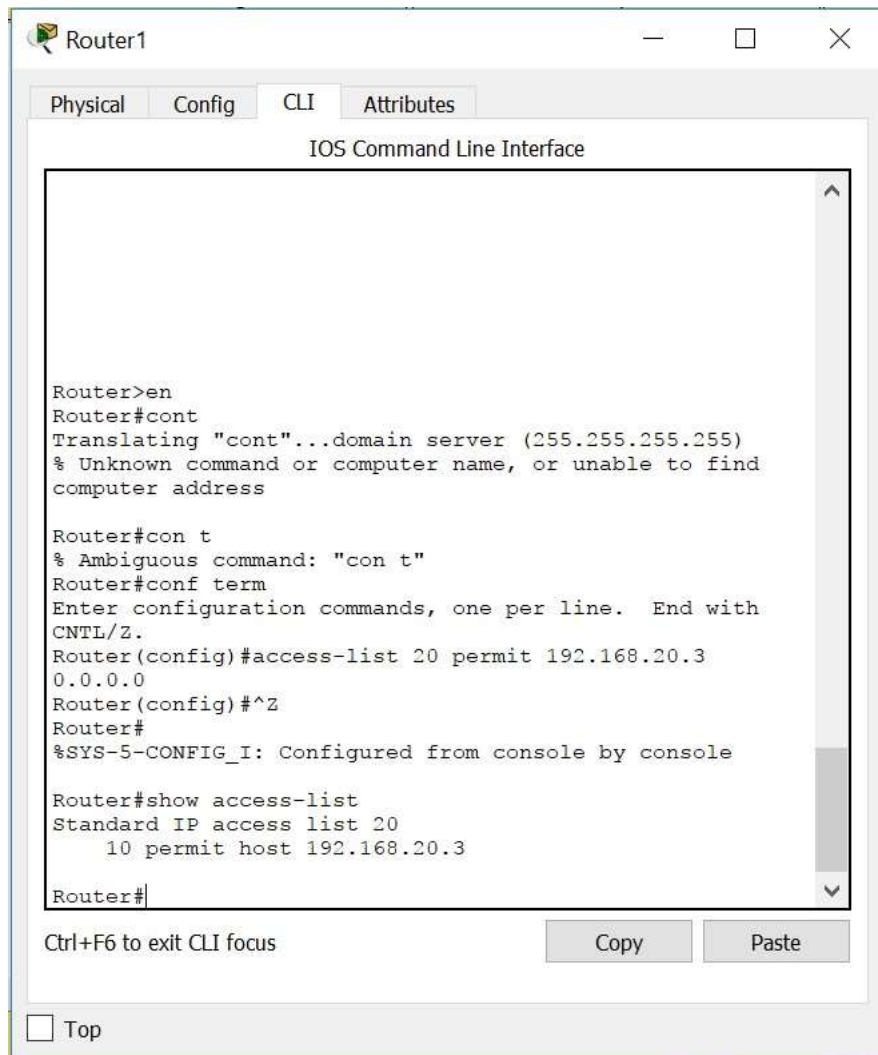 Router1
Physical Config CLI Attributes
IOS Command Line Interface
Router>en
Router#cont
Translating "cont"...domain server (255.255.255.255)
% Unknown command or computer name, or unable to find
computer address
Router#con t
% Ambiguous command: "con t"
Router#conf term
Enter configuration commands, one per line.  End with
CNTL/Z.
Router(config)#access-list 20 permit 192.168.20.3
0.0.0.0
Router(config)#^Z
Router#
%SYS-5-CONFIG_I: Configured from console by console
Router#show access-list
Standard IP access list 20
    10 permit host 192.168.20.3
Router#
Ctrl+F6 to exit CLI focus Copy Paste
Top